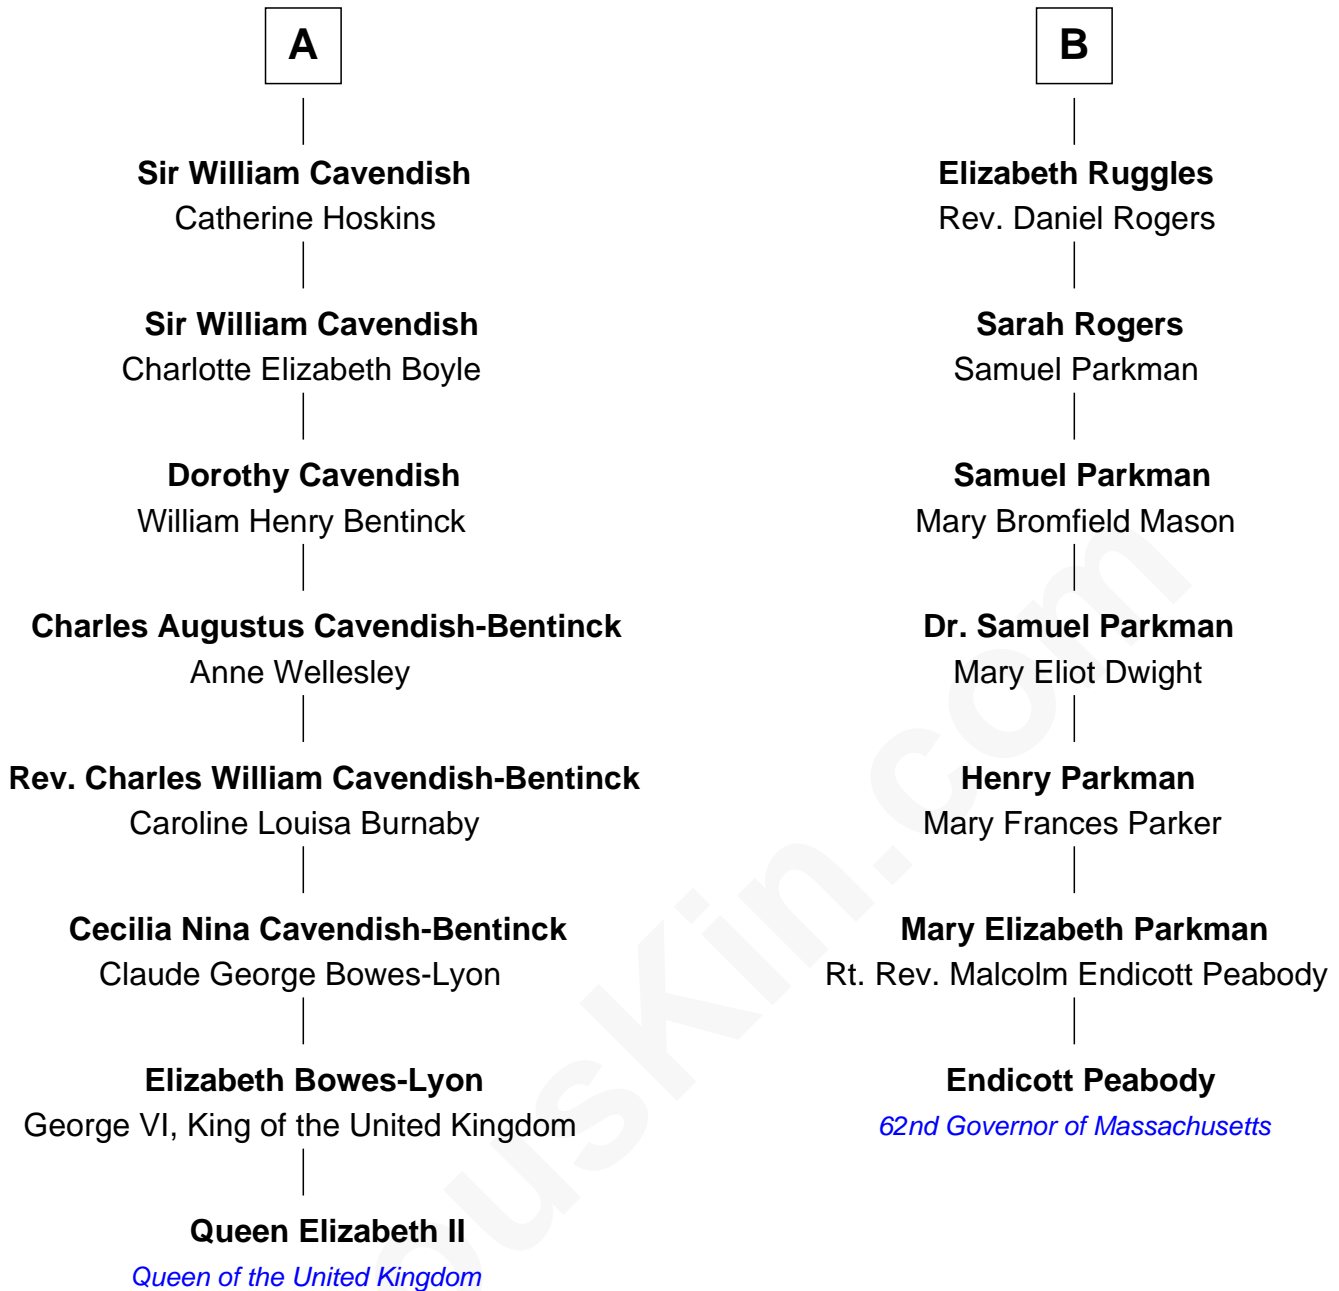 A
Sir William Cavendish
Catherine Hoskins
Sir William Cavendish
Charlotte Elizabeth Boyle
Dorothy Cavendish
William Henry Bentinck
Charles Augustus Cavendish-Bentinck
Anne Wellesley
Rev. Charles William Cavendish-Bentinck
Caroline Louisa Burnaby
Cecilia Nina Cavendish-Bentinck
Claude George Bowes-Lyon
Elizabeth Bowes-Lyon
George VI, King of the United Kingdom
Queen Elizabeth II
Queen of the United Kingdom
B
Elizabeth Ruggles
Rev. Daniel Rogers
Sarah Rogers
Samuel Parkman
Samuel Parkman
Mary Bromfield Mason
Dr. Samuel Parkman
Mary Eliot Dwight
Henry Parkman
Mary Frances Parker
Mary Elizabeth Parkman
Rt. Rev. Malcolm Endicott Peabody
Endicott Peabody
62nd Governor of Massachusetts
ousKin.com